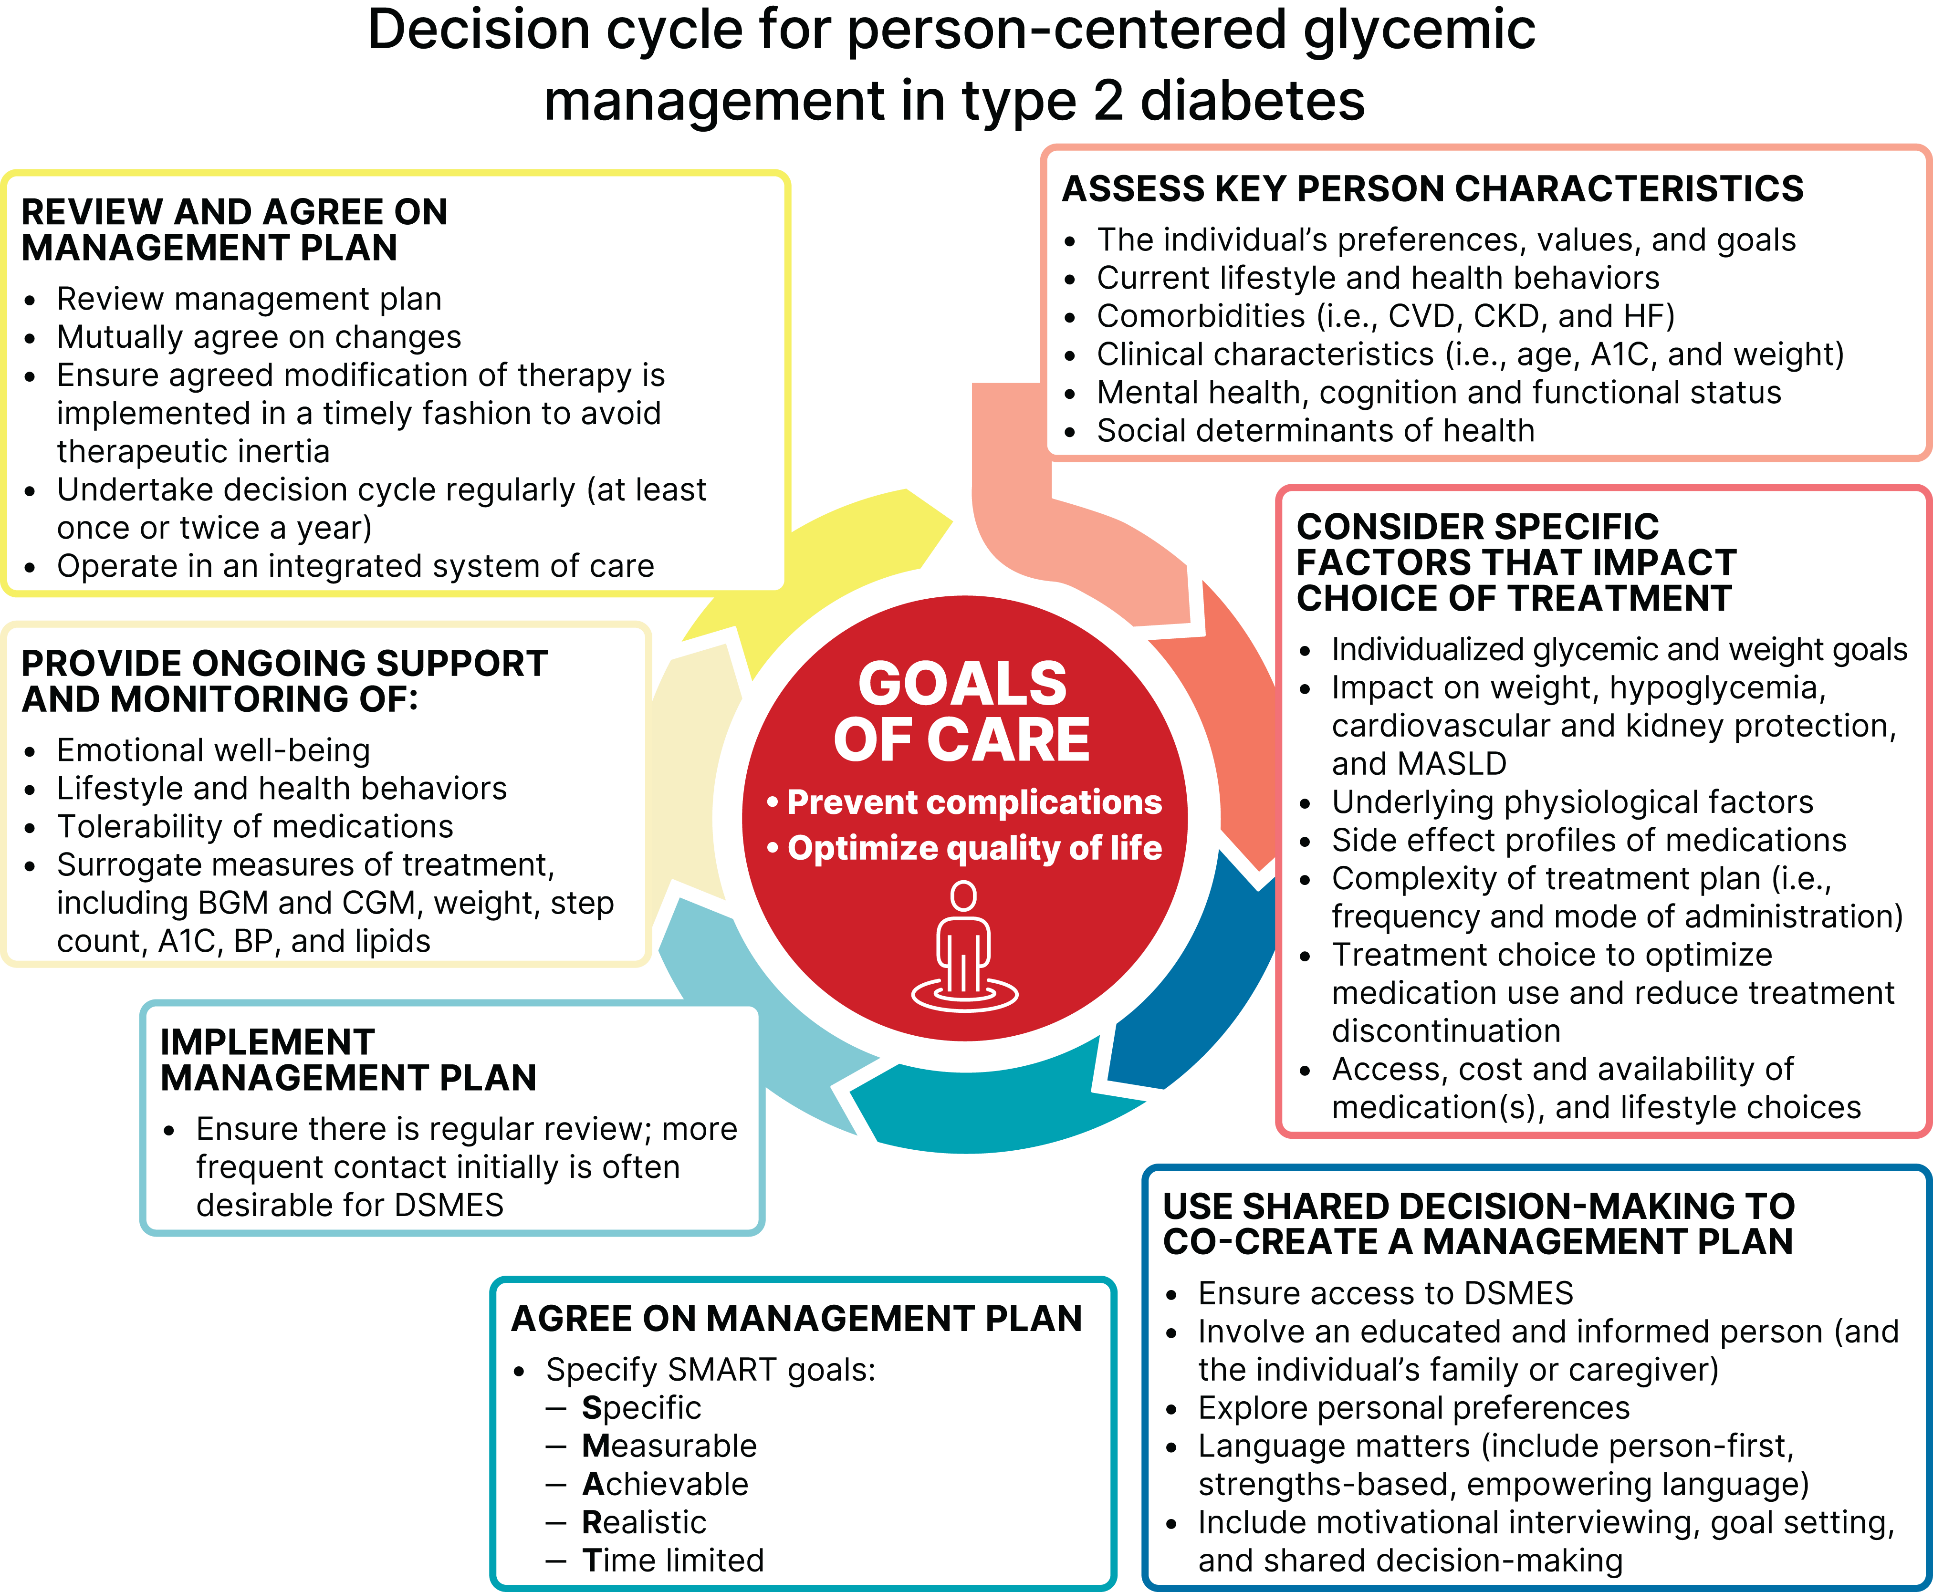 Decision cycle for person-centered glycemic
management in type 2 diabetes
ASSESS KEY PERSON CHARACTERISTICS
• The individual’s preferences, values, and goals
• Current lifestyle and health behaviors
• Comorbidities (i.e., CVD, CKD, and HF)
• Clinical characteristics (i.e., age, A1C, and weight)
• Mental health, cognition and functional status
• Social determinants of health
CONSIDER SPECIFIC
FACTORS THAT IMPACT
CHOICE OF TREATMENT
• Individualized glycemic and weight goals
• Impact on weight, hypoglycemia,
cardiovascular and kidney protection,
and MASLD
• Underlying physiological factors
• Side effect profiles of medications
• Complexity of treatment plan (i.e.,
frequency and mode of administration)
• Treatment choice to optimize
medication use and reduce treatment
discontinuation
• Access, cost and availability of
medication(s), and lifestyle choices
USE SHARED DECISION-MAKING TO
CO-CREATE A MANAGEMENT PLAN
• Ensure access to DSMES
• Involve an educated and informed person (and
the individual’s family or caregiver)
• Explore personal preferences
• Language matters (include person-first,
strengths-based, empowering language)
• Include motivational interviewing, goal setting,
and shared decision-making
AGREE ON MANAGEMENT PLAN
• Specify SMART goals:
– Specific
– Measurable
– Achievable
– Realistic
– Time limited
IMPLEMENT
MANAGEMENT PLAN
• Ensure there is regular review; more
frequent contact initially is often
desirable for DSMES
PROVIDE ONGOING SUPPORT
AND MONITORING OF:
• Emotional well-being
• Lifestyle and health behaviors
• Tolerability of medications
• Surrogate measures of treatment,
including BGM and CGM, weight, step
count, A1C, BP, and lipids
REVIEW AND AGREE ON
MANAGEMENT PLAN
• Review management plan
• Mutually agree on changes
• Ensure agreed modification of therapy is
implemented in a timely fashion to avoid
therapeutic inertia
• Undertake decision cycle regularly (at least
once or twice a year)
• Operate in an integrated system of care
GOALS
OF CARE
• Prevent complications
• Optimize quality of life